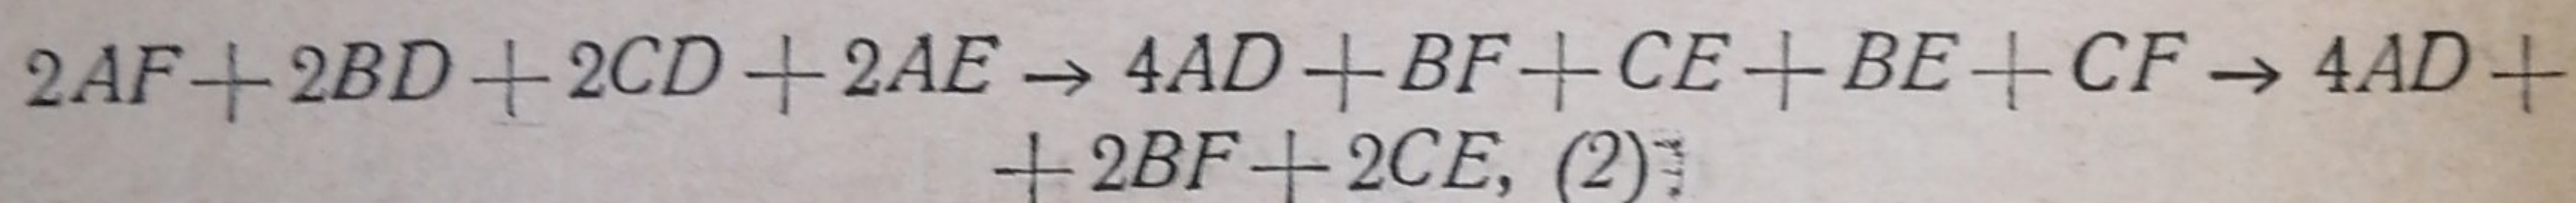 2AF+2BD+2CD+2AE→4AD+BF+CE+BE+CF→4AD+
+2BF+2CE, (2)